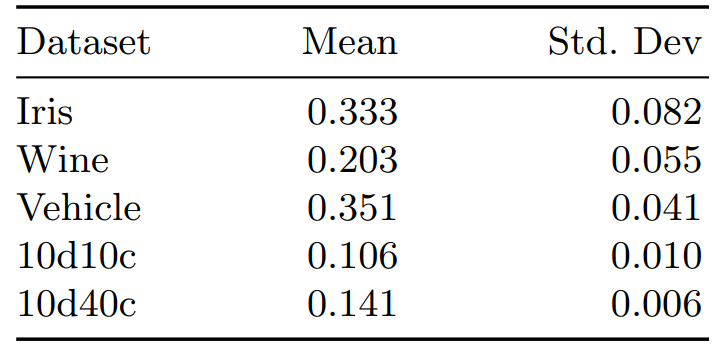 Dataset Mean Std. Dev
Iris 0.333 0.082
Wine 0.203 0.055
Vehicle 0.351 0.041
10d10c 0.106 0.010
10d40c 0.141 0.006